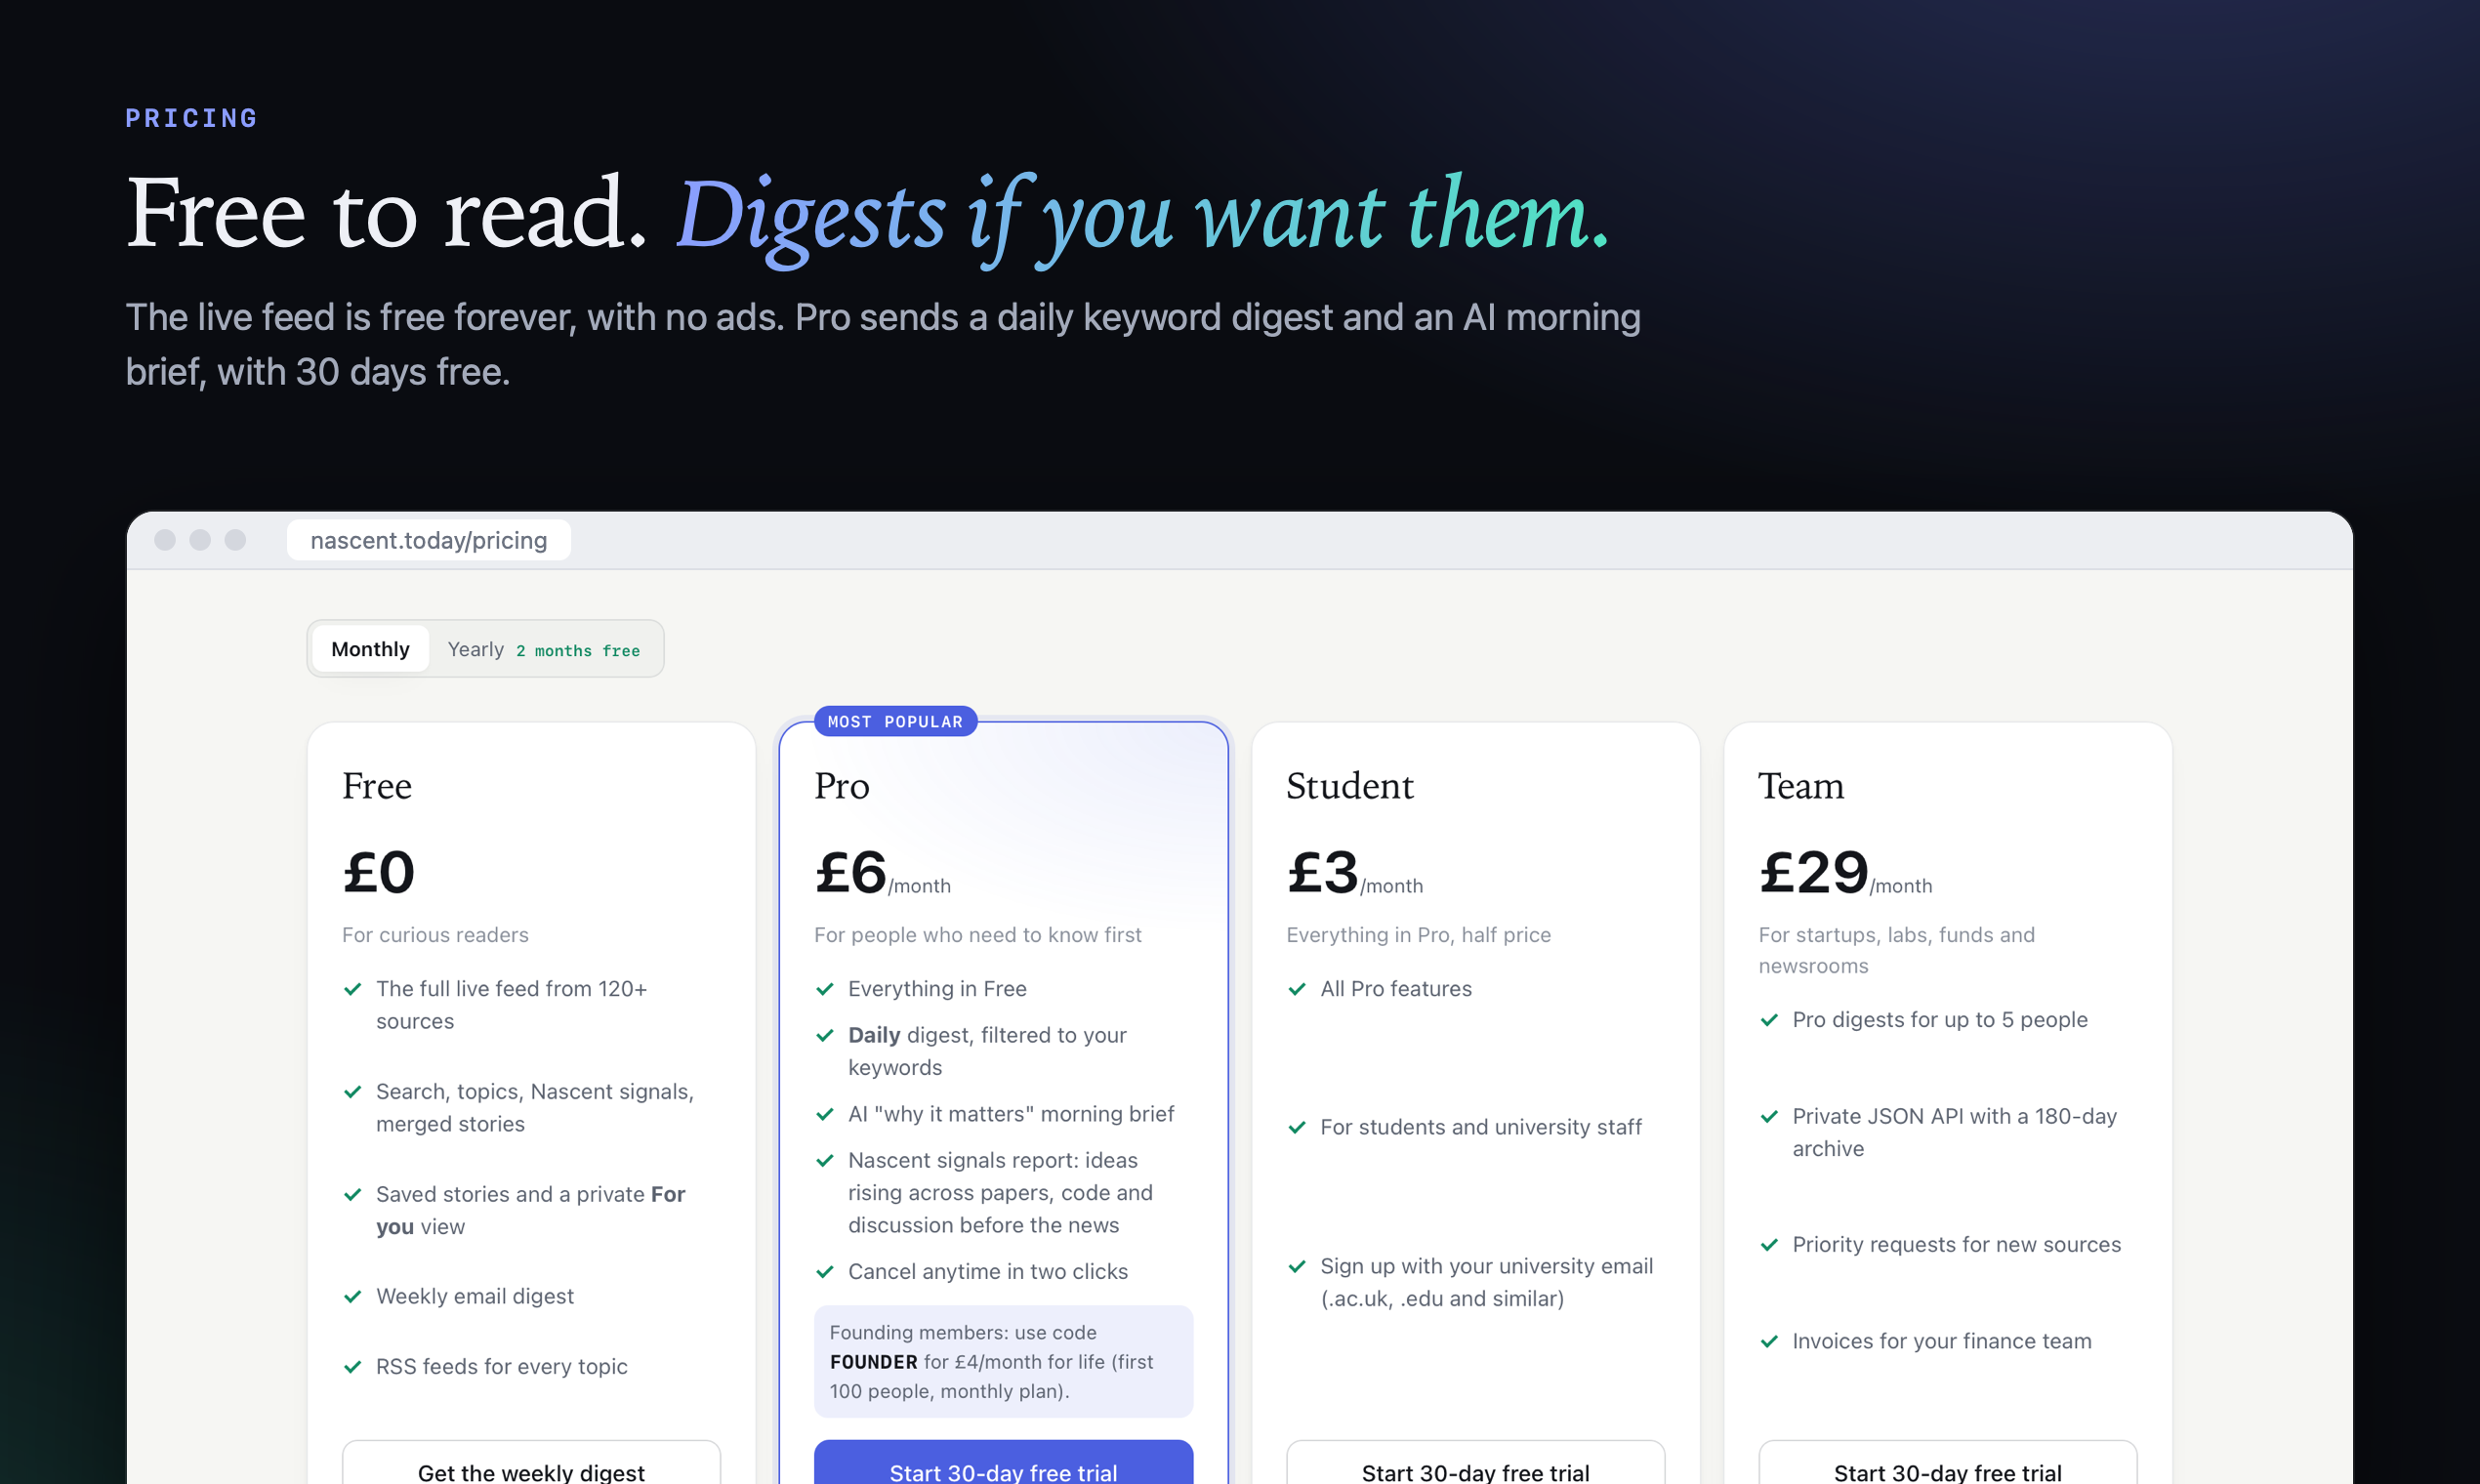 PRICING
Free to read. Digests if you want them.
The live feed is free forever, with no ads. Pro sends a daily keyword digest and an AI morning
brief, with 30 days free.
nascent.today/pricing
Monthly Yearly 2 months free
Free
£0
For curious readers
The full live feed from 120+
sources
Search, topics, Nascent signals,
merged stories
Saved stories and a private For
you view
Weekly email digest
RSS feeds for every topic
Get the weekly digest
MOST POPULAR
Pro
£6/month
For people who need to know first
Everything in Free
Daily digest, filtered to your
keywords
AI "why it matters" morning brief
Nascent signals report: ideas
rising across papers, code and
discussion before the news
Cancel anytime in two clicks
Founding members: use code
FOUNDER for £4/month for life (first
100 people, monthly plan).
Start 30-day free trial
Student
£3/month
Everything in Pro, half price
All Pro features
For students and university staff
Sign up with your university email
(.ac.uk, .edu and similar)
Start 30-day free trial
Team
£29/month
For startups, labs, funds and
newsrooms
Pro digests for up to 5 people
Private JSON API with a 180-day
archive
Priority requests for new sources
Invoices for your finance team
Start 30-day free trial